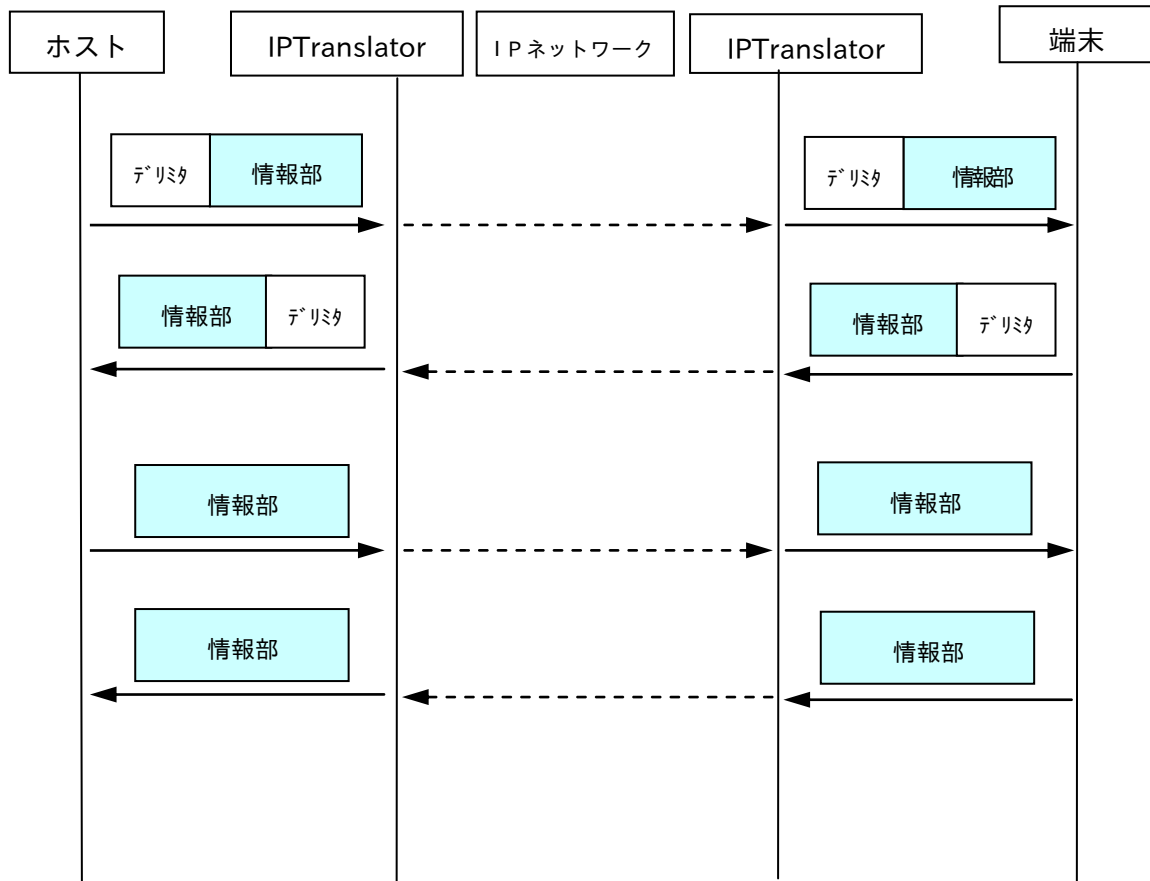 ホスト
IPTranslator
ＩＰネットワーク
IPTranslator
端末
ﾃﾞﾘﾐﾀ 情報部
ﾃﾞﾘﾐﾀ 情報部
情報部 ﾃﾞﾘﾐﾀ
情報部 ﾃﾞﾘﾐﾀ
情報部
情報部
情報部
情報部